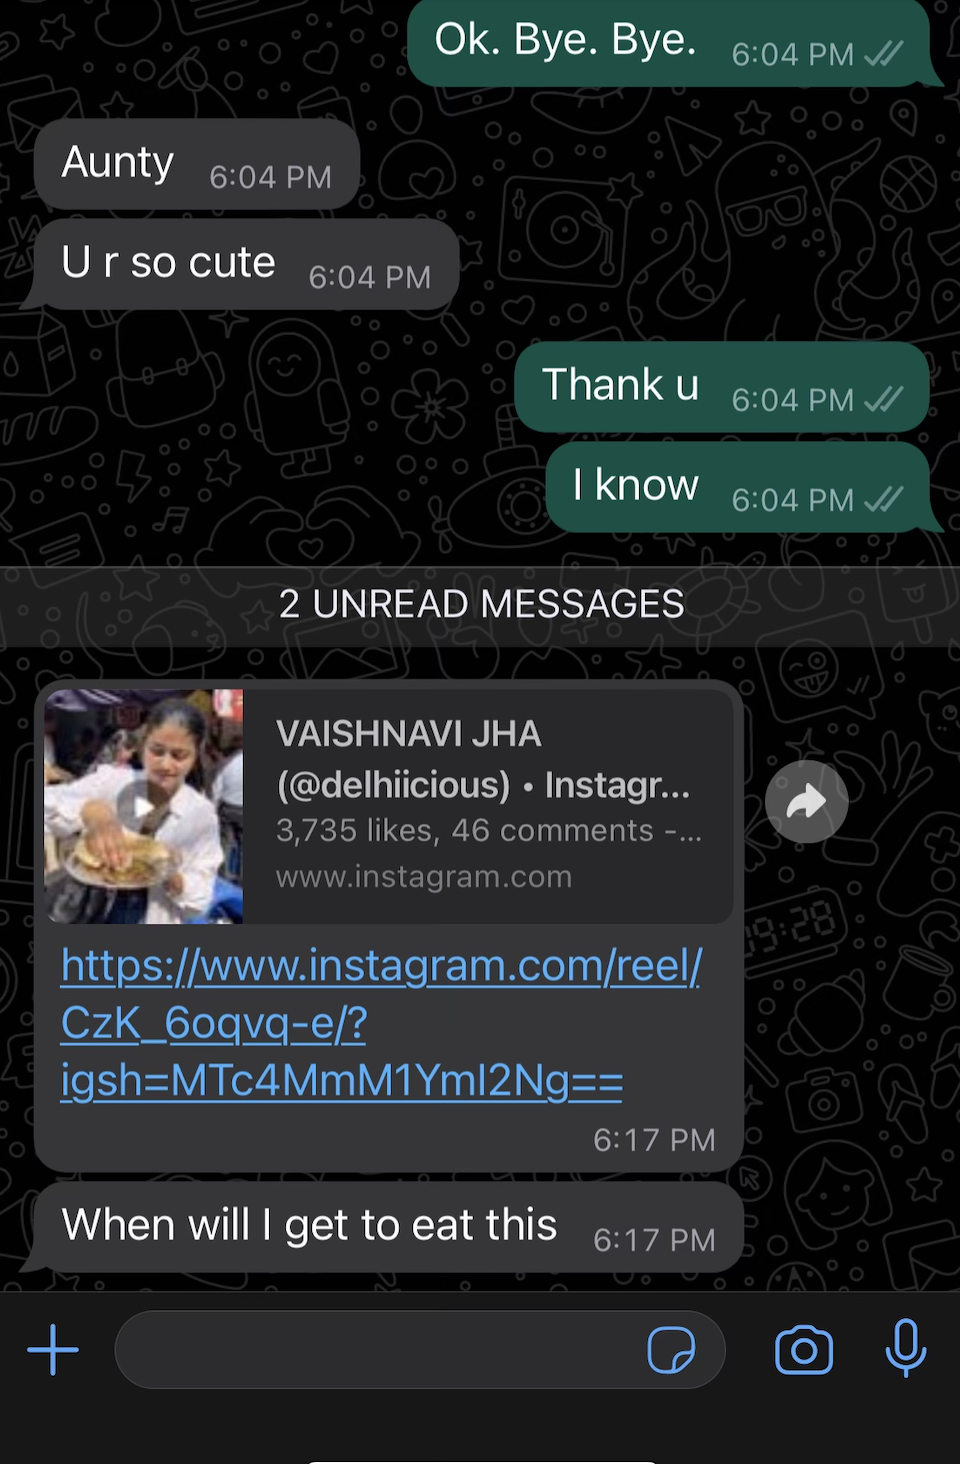 Ok. Bye. Bye. 6:04 PM
Aunty 6:04 PM
U r so cute 6:04 PM
Thank u 6:04 PM
I know 6:04 PM
2 UNREAD MESSAGES
VAISHNAVI JHA
(@delhiicious) • Instagr...
3,735 likes, 46 comments -...
www.instagram.com
https://www.instagram.com/reel/
CzK_6oqvq-e/?
igsh=MTc4MmM1YmI2Ng==
6:17 PM
When will I get to eat this 6:17 PM
19:28